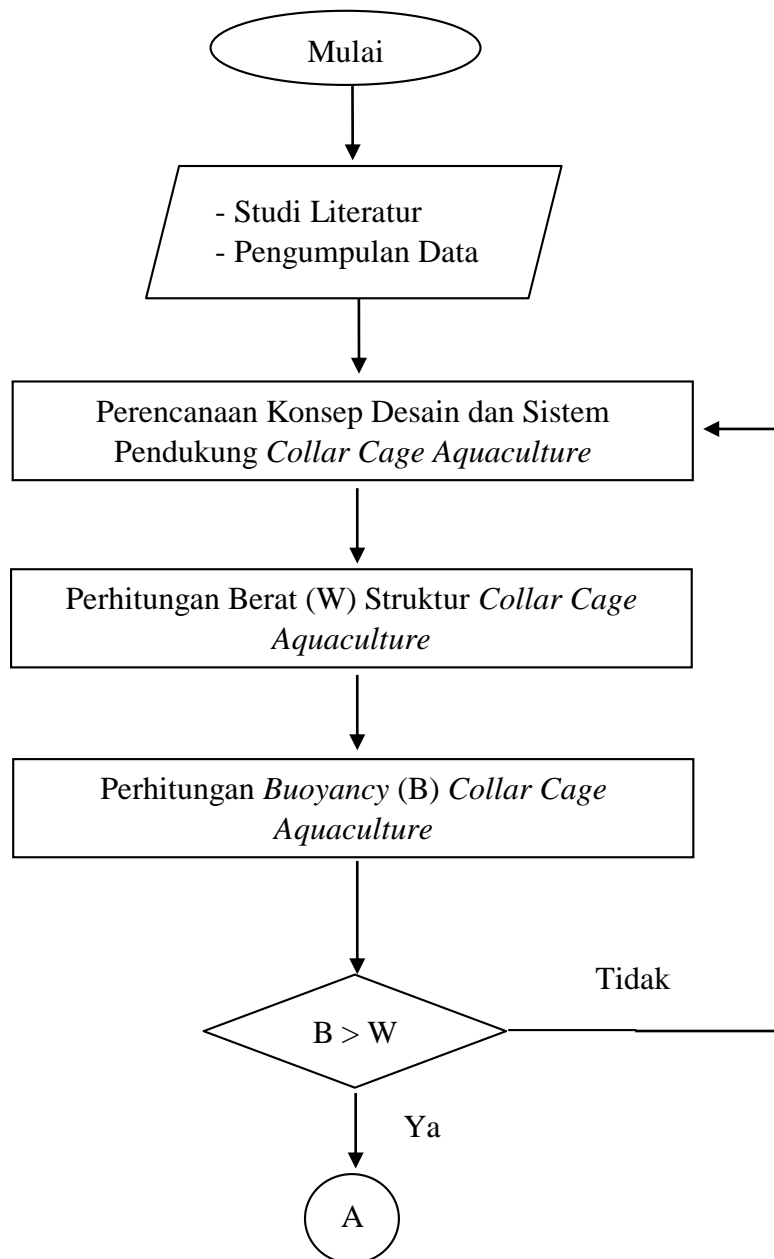 Mulai
- Studi Literatur
- Pengumpulan Data
Perencanaan Konsep Desain dan Sistem
Pendukung Collar Cage Aquaculture
Perhitungan Berat (W) Struktur Collar Cage
Aquaculture
Perhitungan Buoyancy (B) Collar Cage
Aquaculture
Tidak
B > W
Ya
A